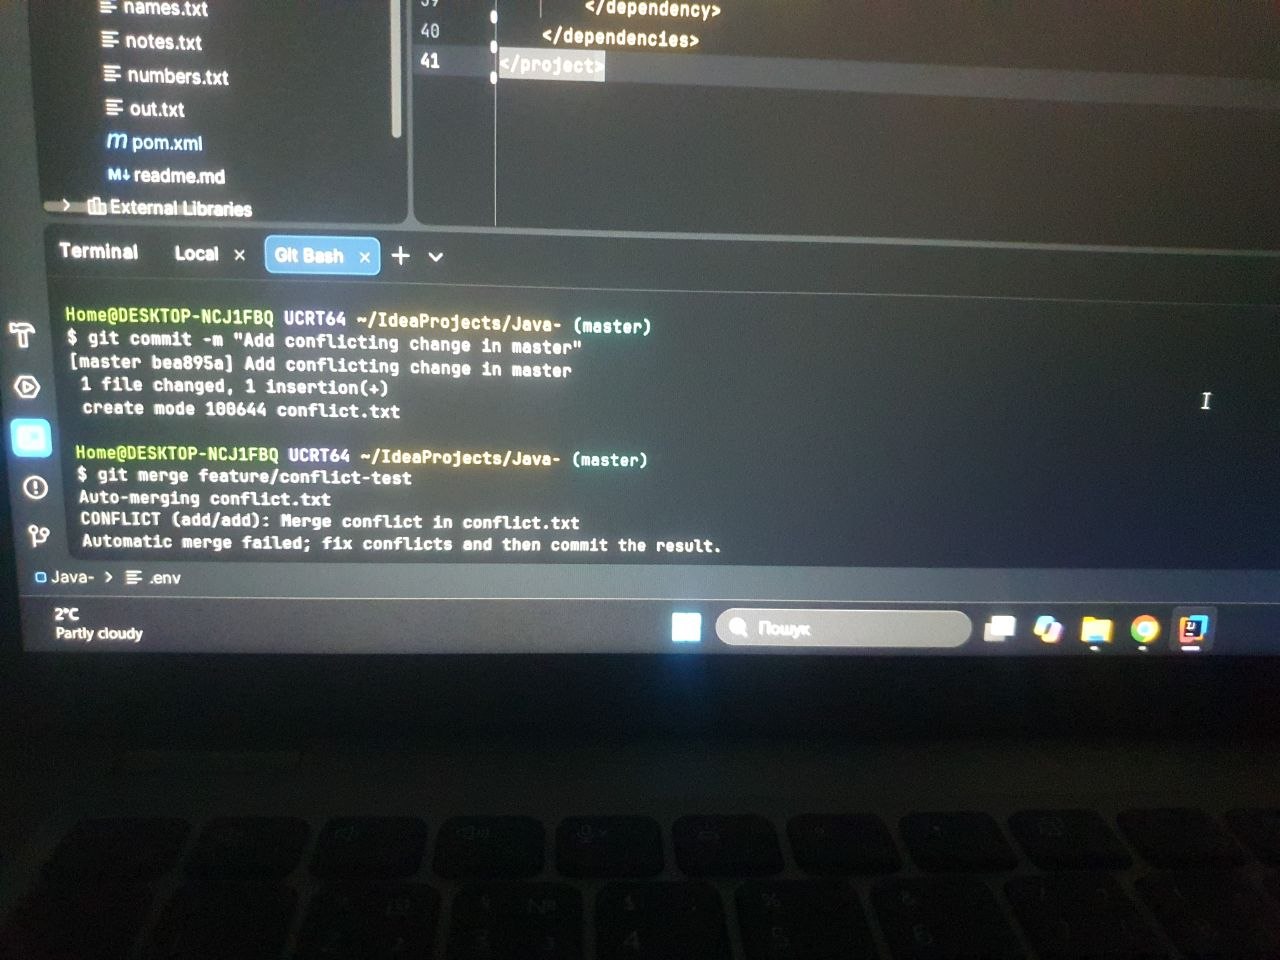 names.txt
notes.txt
numbers.txt
out.txt
pom.xml
M↓ readme.md
External Libraries
39 </dependency>
40 </dependencies>
41 </project>
Terminal Local × Git Bash × +
Home@DESKTOP-NCJ1FBQ UCRT64 ~/IdeaProjects/Java- (master)
$ git commit -m "Add conflicting change in master"
[master bea895a] Add conflicting change in master
1 file changed, 1 insertion(+)
create mode 100644 conflict.txt
Home@DESKTOP-NCJ1FBQ UCRT64 ~/IdeaProjects/Java- (master)
$ git merge feature/conflict-test
Auto-merging conflict.txt
CONFLICT (add/add): Merge conflict in conflict.txt
Automatic merge failed; fix conflicts and then commit the result.
Java- > .env
2°C
Partly cloudy
Пошук